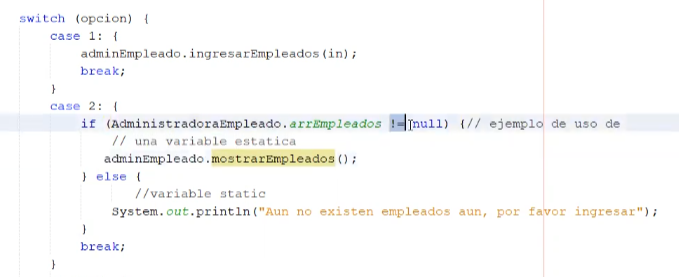 switch (opcion) {
case 1: {
adminEmpleado.ingresarEmpleados(in);
break;
}
case 2: {
if (AdministradoraEmpleado.arrEmpleados != null) {// ejemplo de uso de
// una variable estatica
adminEmpleado.mostrarEmpleados();
} else {
//variable static
System.out.println("Aun no existen empleados aun, por favor ingresar");
}
break;
}